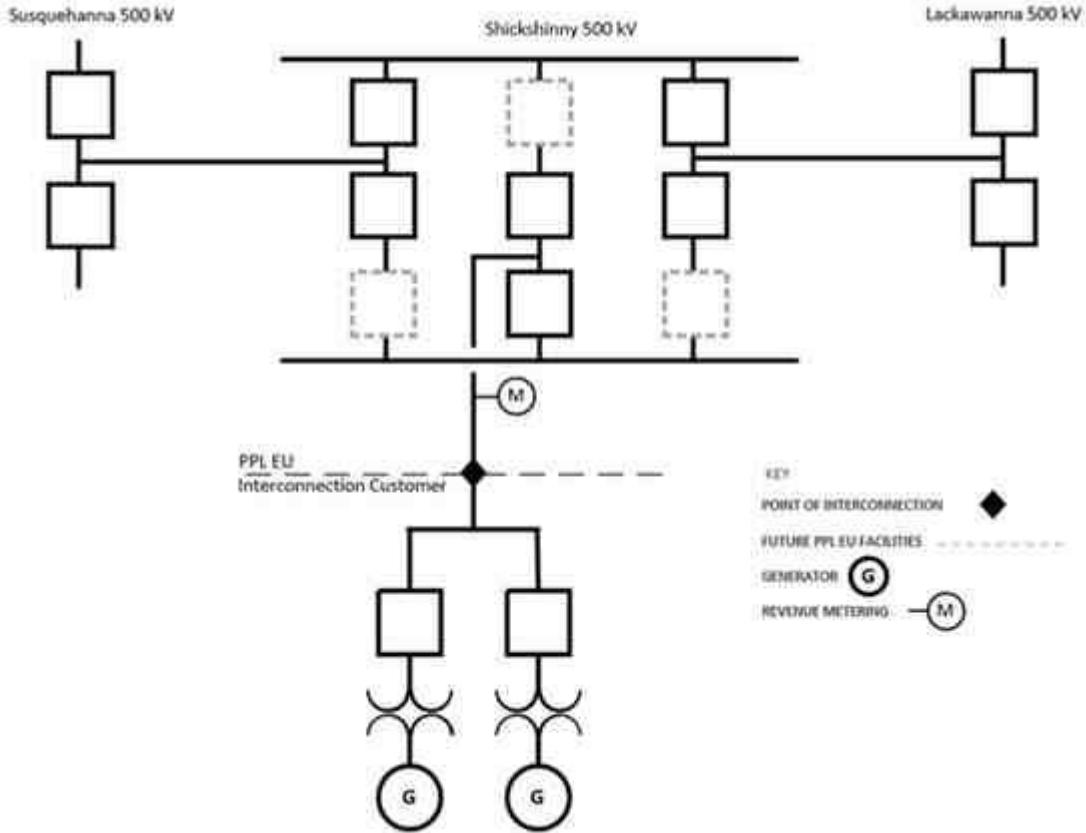 Susquehanna 500 kV
Shickshinny 500 kV
Lackawanna 500 kV
M
PPL EU
Interconnection Customer
KEY
POINT OF INTERCONNECTION
FUTURE PPL EU FACILITIES
GENERATOR G
REVENUE METERING M
G
G